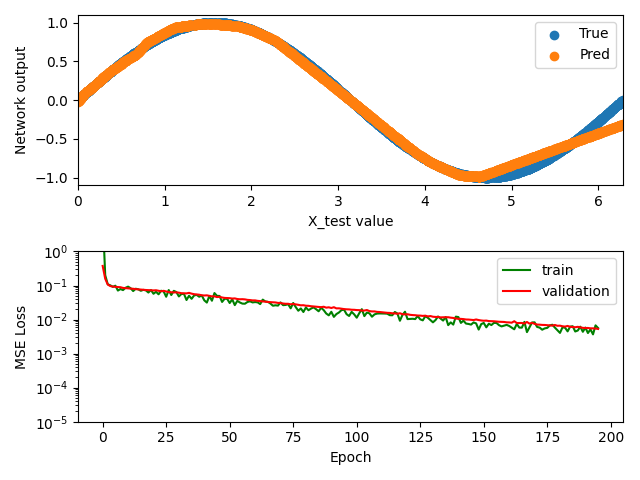 1.0
0.5
0.0
−0.5
−1.0
Network output
True
Pred
0 1 2 3 4 5 6
X_test value
10^0
10^−1
10^−2
10^−3
10^−4
10^−5
MSE Loss
train
validation
0 25 50 75 100 125 150 175 200
Epoch